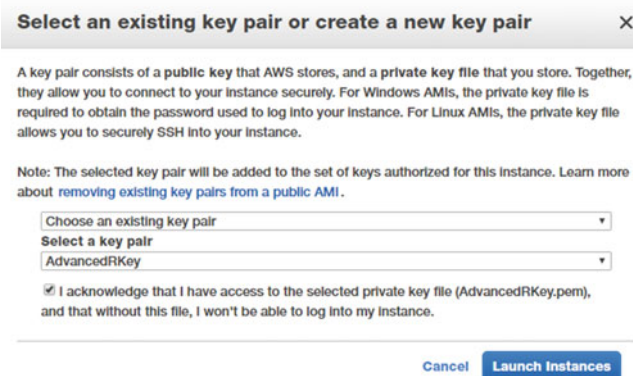 Select an existing key pair or create a new key pair
A key pair consists of a public key that AWS stores, and a private key file that you store. Together,
they allow you to connect to your instance securely. For Windows AMIs, the private key file is
required to obtain the password used to log into your instance. For Linux AMIs, the private key file
allows you to securely SSH into your instance.
Note: The selected key pair will be added to the set of keys authorized for this instance. Learn more
about removing existing key pairs from a public AMI.
Choose an existing key pair
Select a key pair
AdvancedRKey
I acknowledge that I have access to the selected private key file (AdvancedRKey.pem),
and that without this file, I won't be able to log into my instance.
Cancel Launch Instances